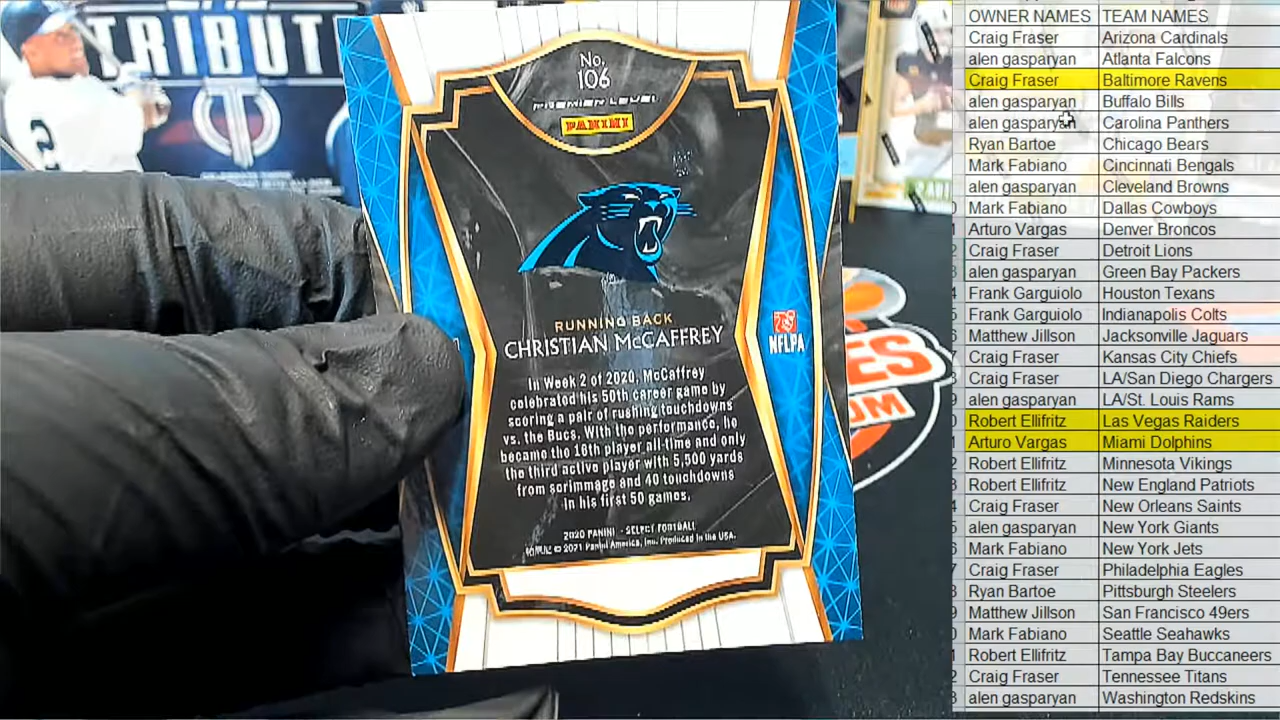 TRIBUT
2
No.
106
PREMIER LEVEL
PANINI
RUNNING BACK
CHRISTIAN McCAFFREY
In Week 2 of 2020, McCaffrey
celebrated his 50th career game by
scoring a pair of rushing touchdowns
vs. the Bucs. With the performance, he
became the 16th player all-time and only
the third active player with 5,500 yards
from scrimmage and 40 touchdowns
in his first 50 games.
2020 PANINI - SELECT FOOTBALL
© 2021 Panini America, Inc. Produced in the USA.
NFLPA
OWNER NAMES TEAM NAMES
Craig Fraser Arizona Cardinals
alen gasparyan Atlanta Falcons
Craig Fraser Baltimore Ravens
alen gasparyan Buffalo Bills
alen gasparyan Carolina Panthers
Ryan Bartoe Chicago Bears
Mark Fabiano Cincinnati Bengals
alen gasparyan Cleveland Browns
Mark Fabiano Dallas Cowboys
Arturo Vargas Denver Broncos
Craig Fraser Detroit Lions
alen gasparyan Green Bay Packers
Frank Garguiolo Houston Texans
Frank Garguiolo Indianapolis Colts
Matthew Jillson Jacksonville Jaguars
Craig Fraser Kansas City Chiefs
Craig Fraser LA/San Diego Chargers
alen gasparyan LA/St. Louis Rams
Robert Ellifritz Las Vegas Raiders
Arturo Vargas Miami Dolphins
Robert Ellifritz Minnesota Vikings
Robert Ellifritz New England Patriots
Craig Fraser New Orleans Saints
alen gasparyan New York Giants
Mark Fabiano New York Jets
Craig Fraser Philadelphia Eagles
Ryan Bartoe Pittsburgh Steelers
Matthew Jillson San Francisco 49ers
Mark Fabiano Seattle Seahawks
Robert Ellifritz Tampa Bay Buccaneers
Craig Fraser Tennessee Titans
alen gasparyan Washington Redskins